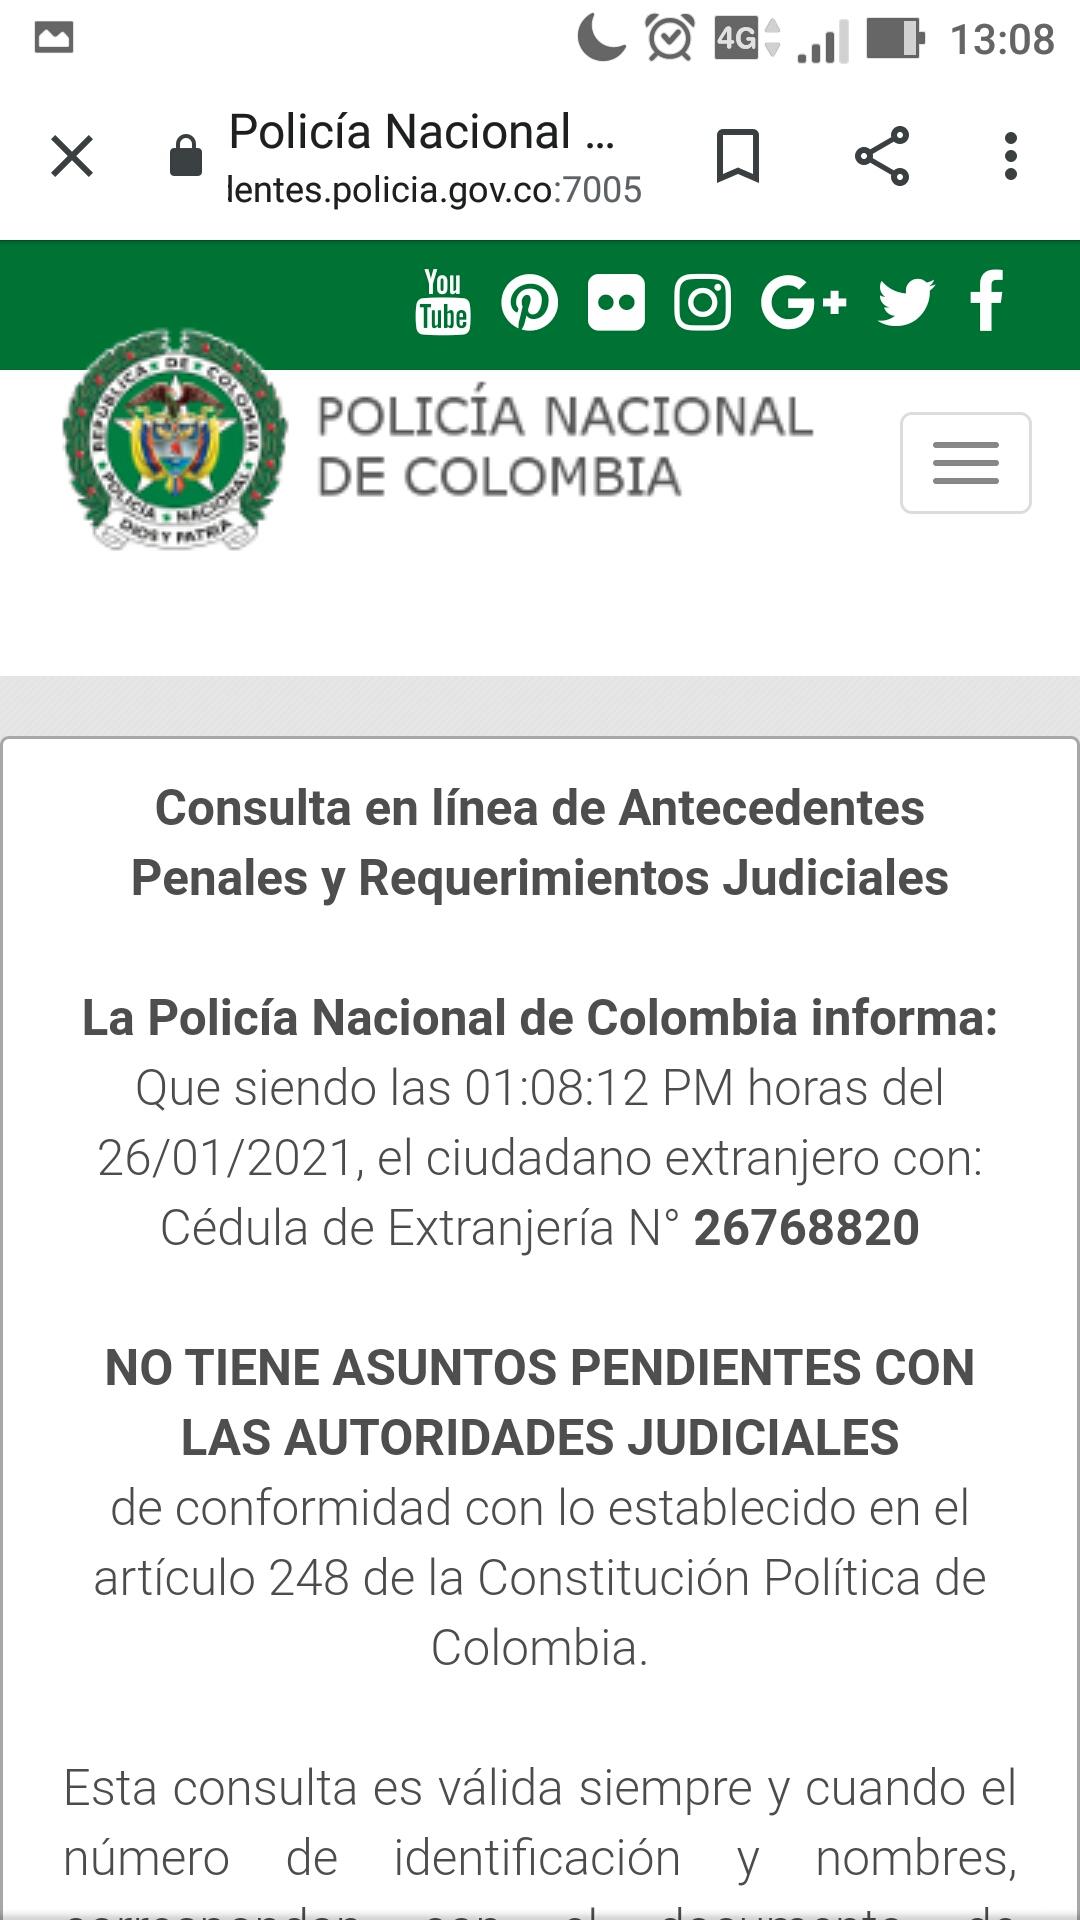 4G 13:08
Policía Nacional ...
lentes.policia.gov.co:7005
You
Tube
G+
REPÚBLICA DE COLOMBIA
POLICÍA NACIONAL
DIOS Y PATRIA
POLICÍA NACIONAL
DE COLOMBIA
Consulta en línea de Antecedentes
Penales y Requerimientos Judiciales
La Policía Nacional de Colombia informa:
Que siendo las 01:08:12 PM horas del
26/01/2021, el ciudadano extranjero con:
Cédula de Extranjería N° 26768820
NO TIENE ASUNTOS PENDIENTES CON
LAS AUTORIDADES JUDICIALES
de conformidad con lo establecido en el
artículo 248 de la Constitución Política de
Colombia.
Esta consulta es válida siempre y cuando el
número de identificación y nombres,